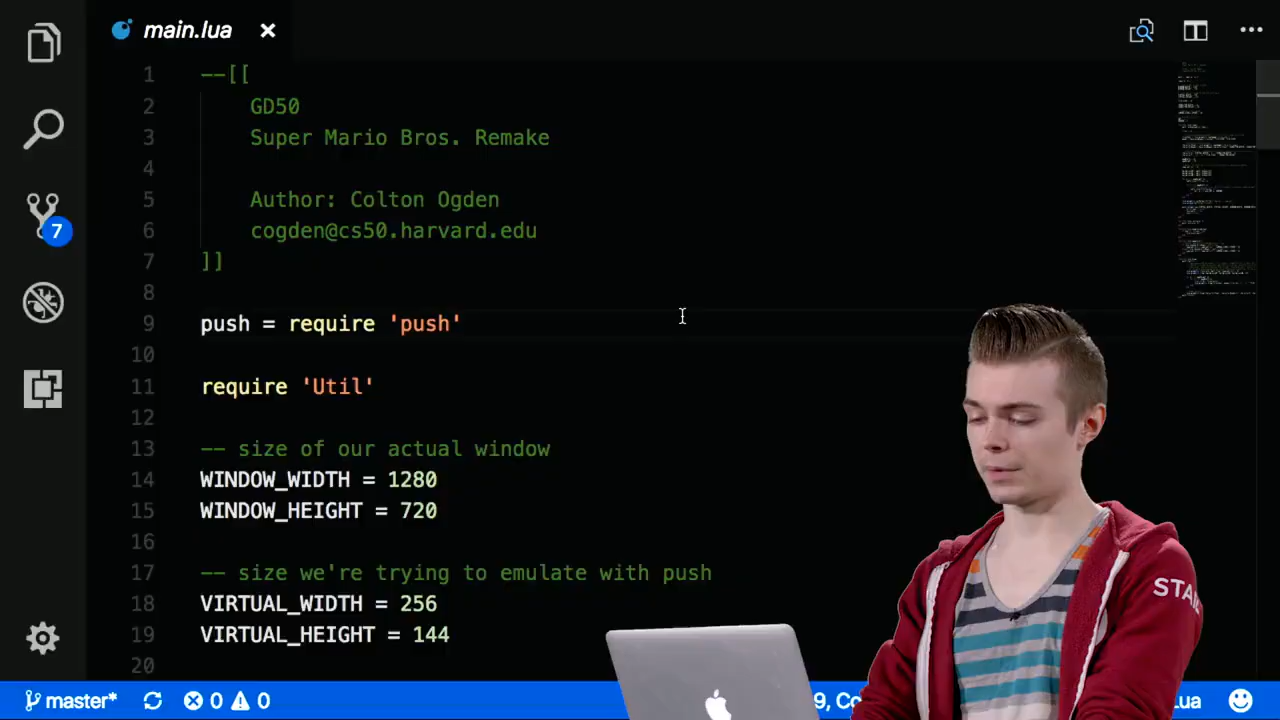 main.lua
1 --[[
2 GD50
3 Super Mario Bros. Remake
4
5 Author: Colton Ogden
6 cogden@cs50.harvard.edu
7 ]]
8
9 push = require 'push'
10
11 require 'Util'
12
13 -- size of our actual window
14 WINDOW_WIDTH = 1280
15 WINDOW_HEIGHT = 720
16
17 -- size we're trying to emulate with push
18 VIRTUAL_WIDTH = 256
19 VIRTUAL_HEIGHT = 144
20
7
STA
master* 0 0 9, Co Lua